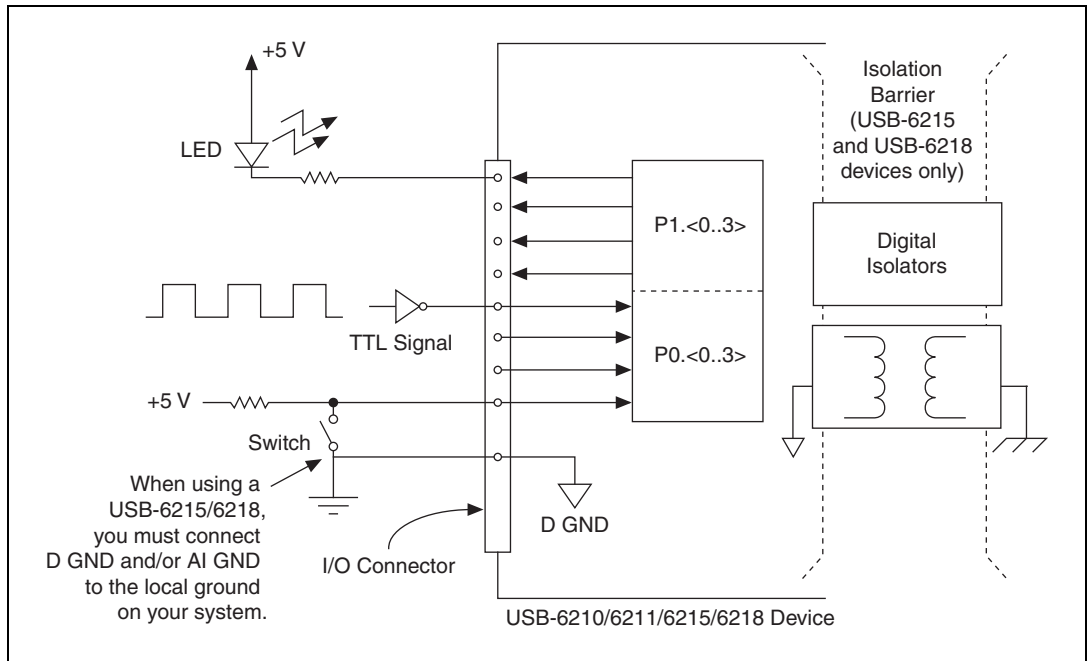 +5 V
LED
Isolation
Barrier
(USB-6215
and USB-6218
devices only)
P1.<0..3>
Digital
Isolators
TTL Signal
P0.<0..3>
+5 V
Switch
When using a
USB-6215/6218,
you must connect
D GND and/or AI GND
to the local ground
on your system.
D GND
I/O Connector
USB-6210/6211/6215/6218 Device